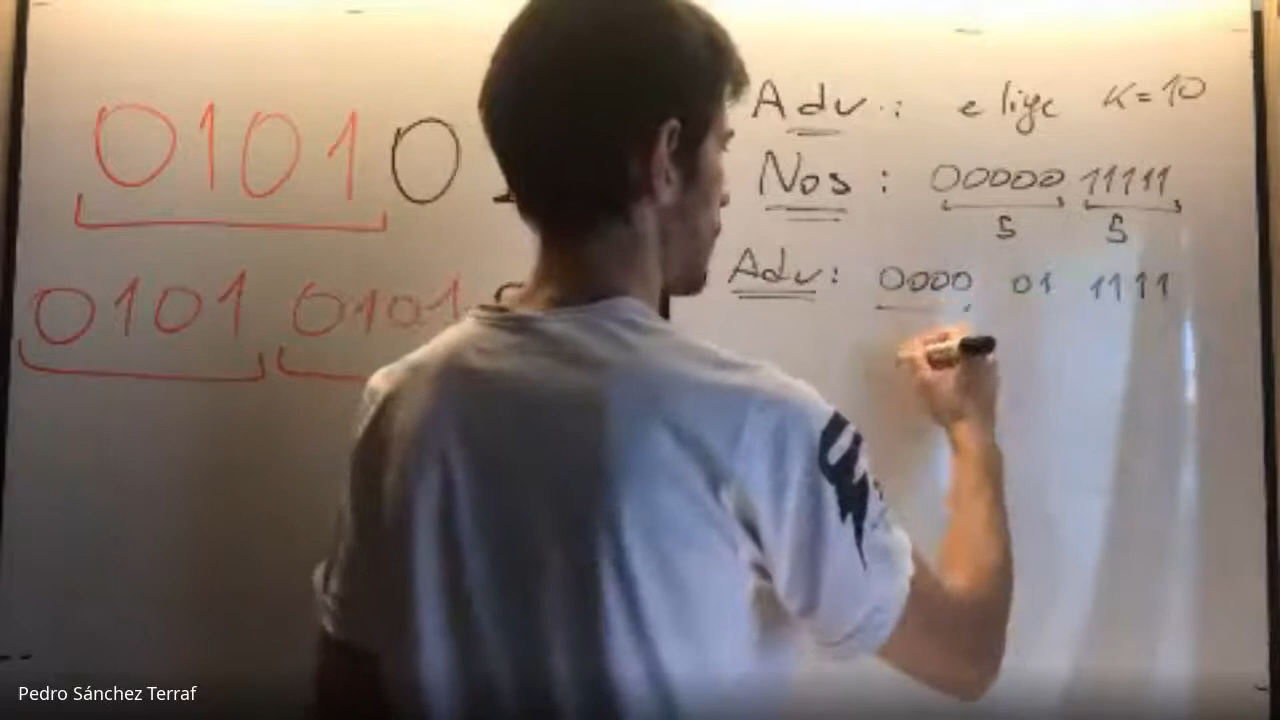 01010
0101 0101
Adv.: elige K=10
Nos: 00000 11111
5 5
Adv: 0000 01 1111
Pedro Sánchez Terraf